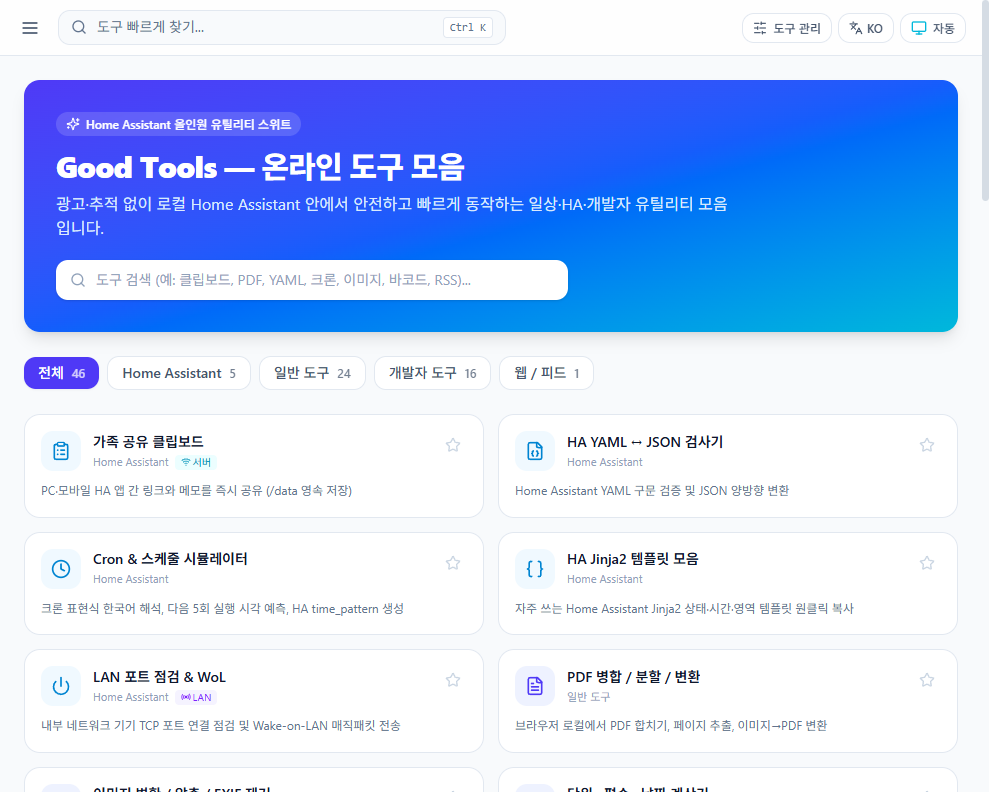 도구 빠르게 찾기...
Ctrl K
도구 관리
KO
자동
Home Assistant 올인원 유틸리티 스위트
Good Tools — 온라인 도구 모음
광고·추적 없이 로컬 Home Assistant 안에서 안전하고 빠르게 동작하는 일상·HA·개발자 유틸리티 모음
입니다.
도구 검색 (예: 클립보드, PDF, YAML, 크론, 이미지, 바코드, RSS)...
전체 46
Home Assistant 5
일반 도구 24
개발자 도구 16
웹 / 피드 1
가족 공유 클립보드
Home Assistant 서버
PC·모바일 HA 앱 간 링크와 메모를 즉시 공유 (/data 영속 저장)
HA YAML ↔ JSON 검사기
Home Assistant
Home Assistant YAML 구문 검증 및 JSON 양방향 변환
Cron & 스케줄 시뮬레이터
Home Assistant
크론 표현식 한국어 해석, 다음 5회 실행 시각 예측, HA time_pattern 생성
HA Jinja2 템플릿 모음
Home Assistant
자주 쓰는 Home Assistant Jinja2 상태·시간·영역 템플릿 원클릭 복사
LAN 포트 점검 & WoL
Home Assistant LAN
내부 네트워크 기기 TCP 포트 연결 점검 및 Wake-on-LAN 매직패킷 전송
PDF 병합 / 분할 / 변환
일반 도구
브라우저 로컬에서 PDF 합치기, 페이지 추출, 이미지→PDF 변환
이미지 변환 / 압축 / EXIF 제거